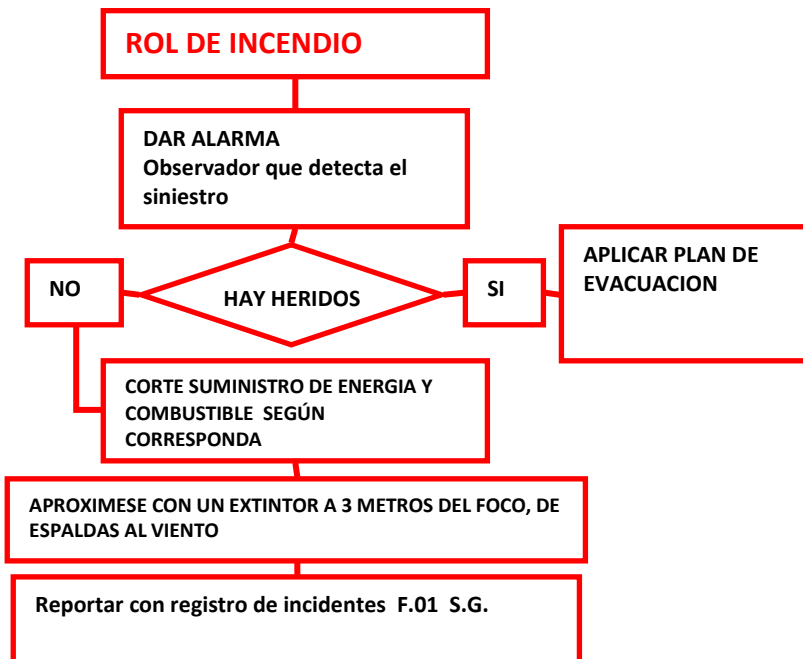 ROL DE INCENDIO
DAR ALARMA
Observador que detecta el
siniestro
NO
HAY HERIDOS
SI
APLICAR PLAN DE
EVACUACION
CORTE SUMINISTRO DE ENERGIA Y
COMBUSTIBLE SEGÚN
CORRESPONDA
APROXIMESE CON UN EXTINTOR A 3 METROS DEL FOCO, DE
ESPALDAS AL VIENTO
Reportar con registro de incidentes F.01 S.G.